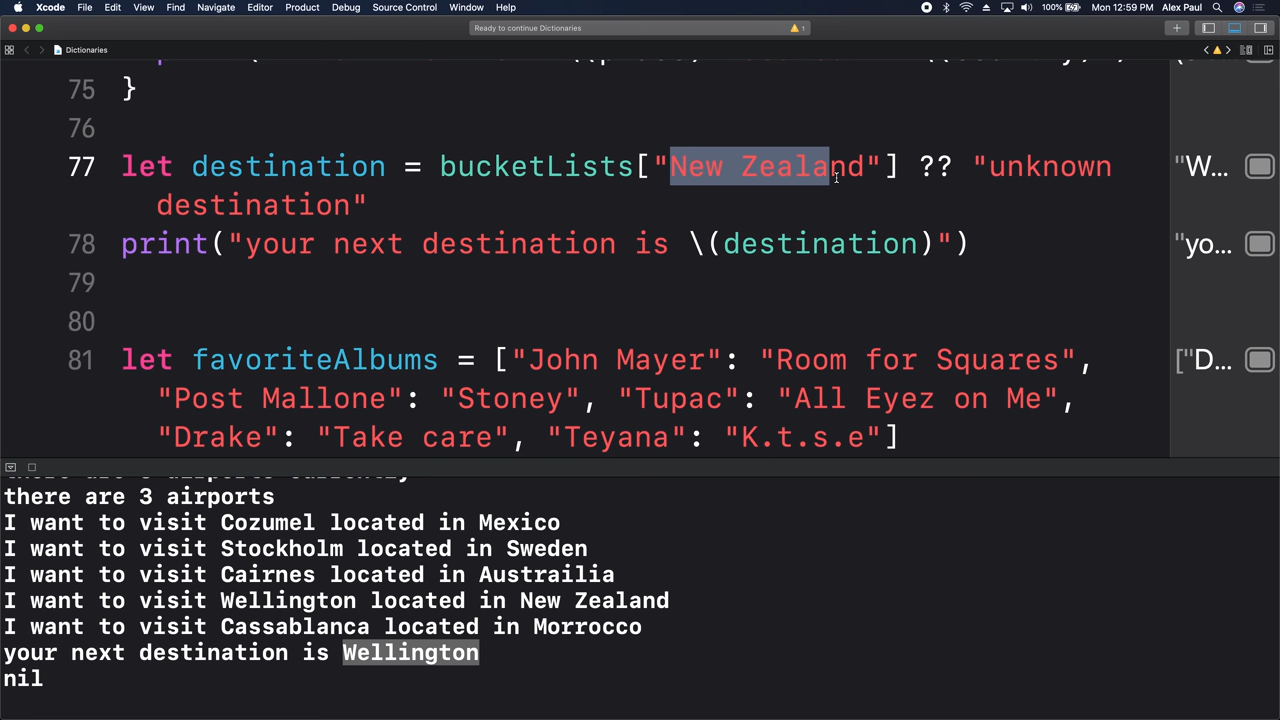 Xcode File Edit View Find Navigate Editor Product Debug Source Control Window Help 100% Mon 12:59 PM Alex Paul
Ready to continue Dictionaries 1
Dictionaries
75 }
76
77 let destination = bucketLists["New Zealand"] ?? "unknown "W...
destination"
78 print("your next destination is \(destination)") "yo...
79
80
81 let favoriteAlbums = ["John Mayer": "Room for Squares", ["D...
"Post Mallone": "Stoney", "Tupac": "All Eyez on Me",
"Drake": "Take care", "Teyana": "K.t.s.e"]
there are 3 airports
I want to visit Cozumel located in Mexico
I want to visit Stockholm located in Sweden
I want to visit Cairnes located in Austrailia
I want to visit Wellington located in New Zealand
I want to visit Cassablanca located in Morrocco
your next destination is Wellington
nil